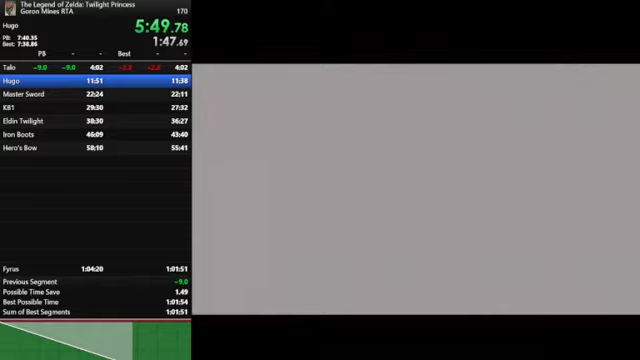 The Legend of Zelda: Twilight Princess
Goron Mines RTA 170
Hugo 5:49.78
PB: 7:40.35
Best: 7:38.86 1:47.69
PB - - Best - -
Talo -9.0 -9.0 4:02 -2.0 -2.0 4:02
Hugo 11:51 11:38
Master Sword 22:24 22:11
KB1 29:30 27:32
Eldin Twilight 38:30 36:27
Iron Boots 46:09 43:40
Hero's Bow 58:10 55:41
Fyrus 1:04:20 1:01:51
Previous Segment -9.0
Possible Time Save 1.49
Best Possible Time 1:01:54
Sum of Best Segments 1:01:51